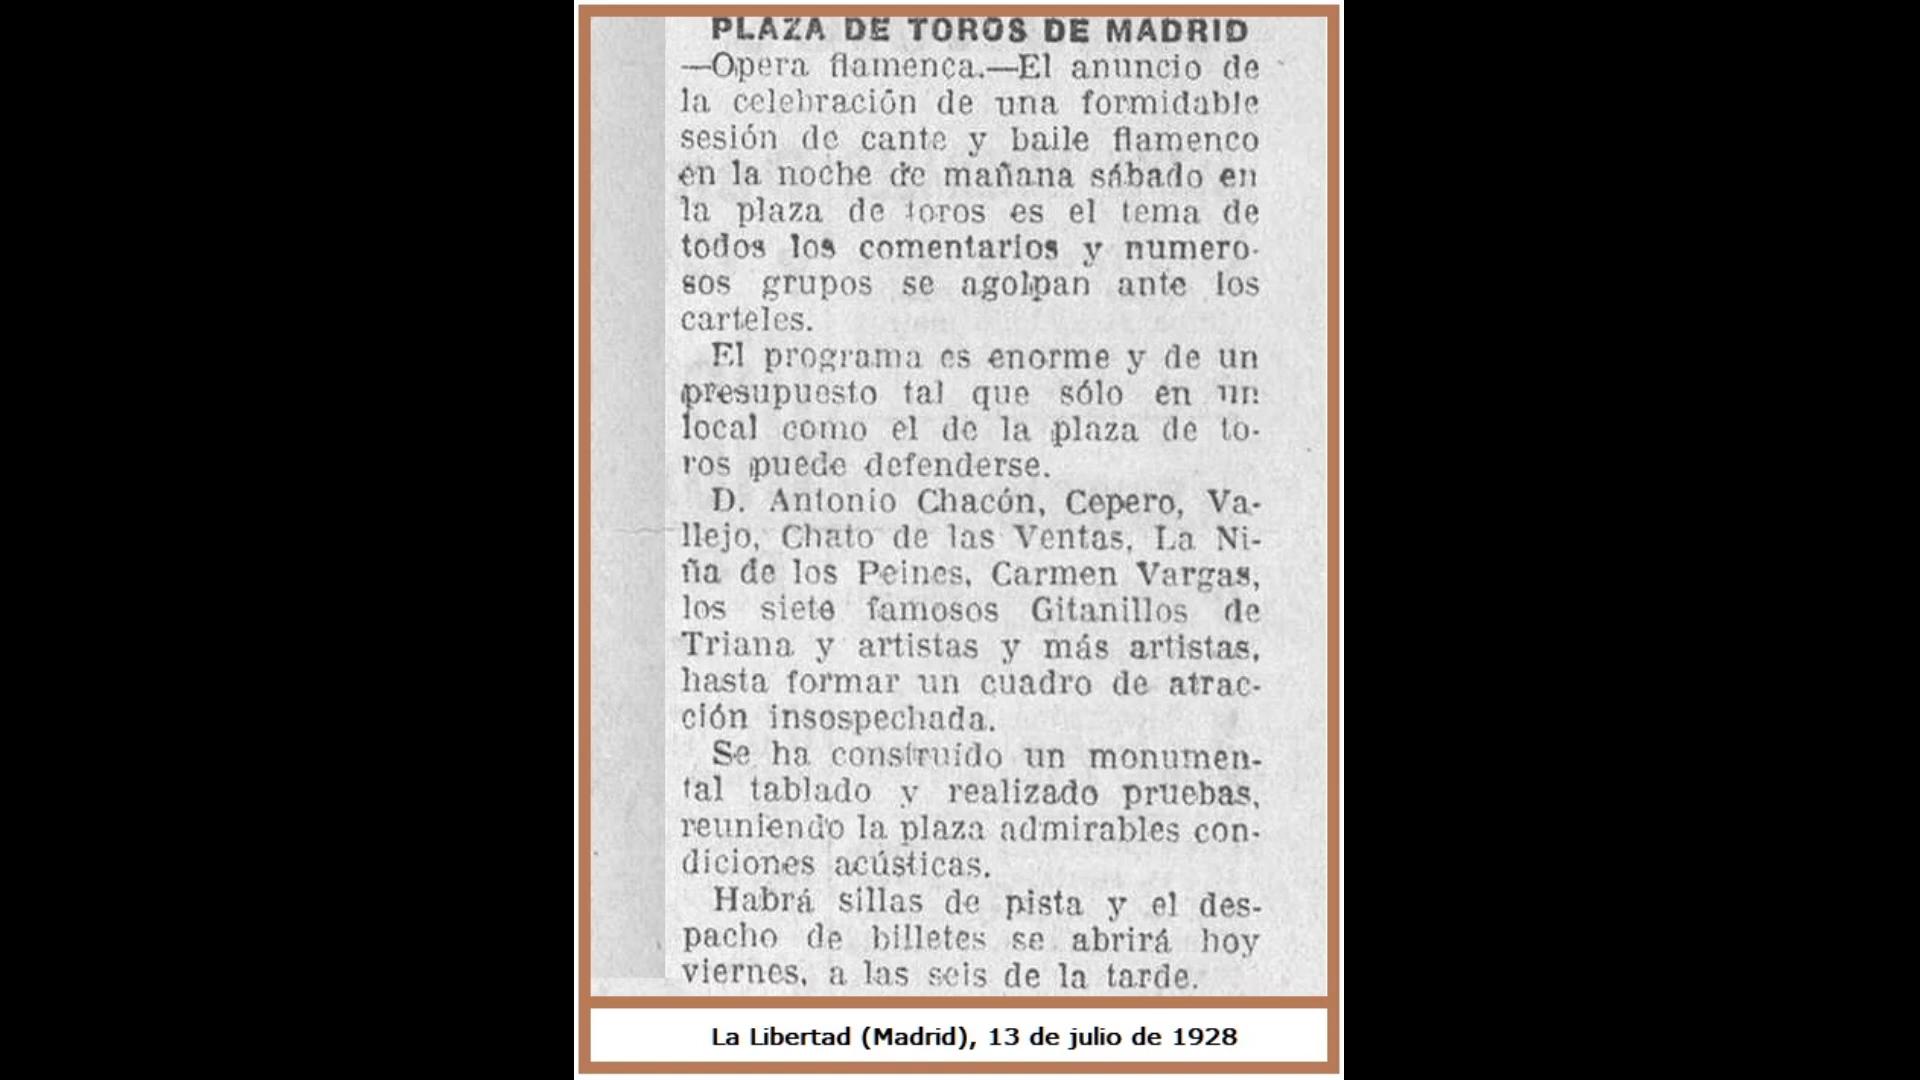 PLAZA DE TOROS DE MADRID
—Opera flamenca.—El anuncio de
la celebración de una formidable
sesión de cante y baile flamenco
en la noche de mañana sábado en
la plaza de toros es el tema de
todos los comentarios y numero-
sos grupos se agolpan ante los
carteles.
El programa es enorme y de un
presupuesto tal que sólo en un
local como el de la plaza de to-
ros puede defenderse.
D. Antonio Chacón, Cepero, Va-
llejo, Chato de las Ventas, La Ni-
ña de los Peines, Carmen Vargas,
los siete famosos Gitanillos de
Triana y artistas y más artistas,
hasta formar un cuadro de atrac-
ción insospechada.
Se ha construído un monumen-
tal tablado y realizado pruebas,
reuniendo la plaza admirables con-
diciones acústicas.
Habrá sillas de pista y el des-
pacho de billetes se abrirá hoy
viernes, a las seis de la tarde.
La Libertad (Madrid), 13 de julio de 1928